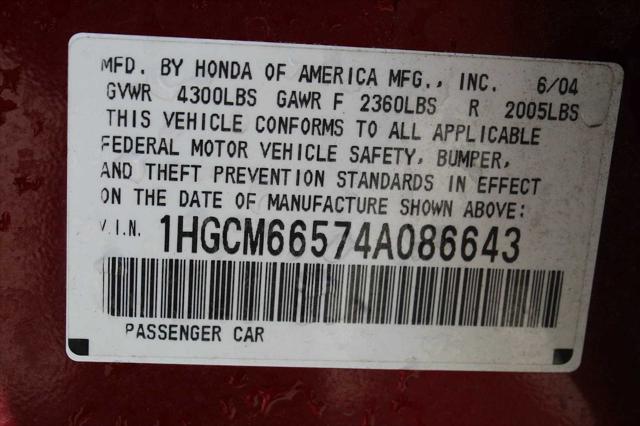 MFD. BY HONDA OF AMERICA MFG., INC. 6/04
GVWR 4300LBS GAWR F 2360LBS R 2005LBS
THIS VEHICLE CONFORMS TO ALL APPLICABLE
FEDERAL MOTOR VEHICLE SAFETY, BUMPER,
AND THEFT PREVENTION STANDARDS IN EFFECT
ON THE DATE OF MANUFACTURE SHOWN ABOVE:
V.I.N. 1HGCM66574A086643
PASSENGER CAR